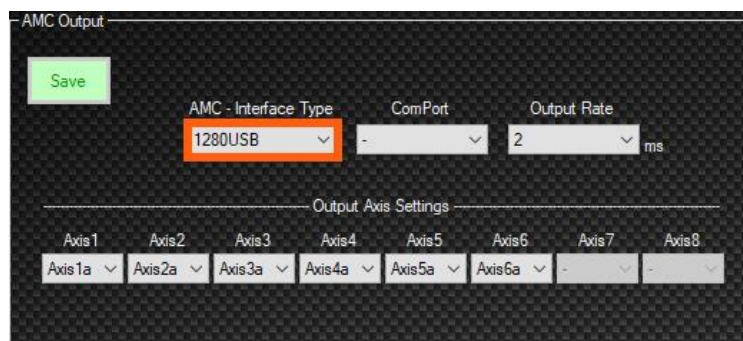 AMC Output
Save
AMC - Interface Type ComPort Output Rate
1280USB - 2 ms
Output Axis Settings
Axis1 Axis2 Axis3 Axis4 Axis5 Axis6 Axis7 Axis8
Axis1a Axis2a Axis3a Axis4a Axis5a Axis6a - -